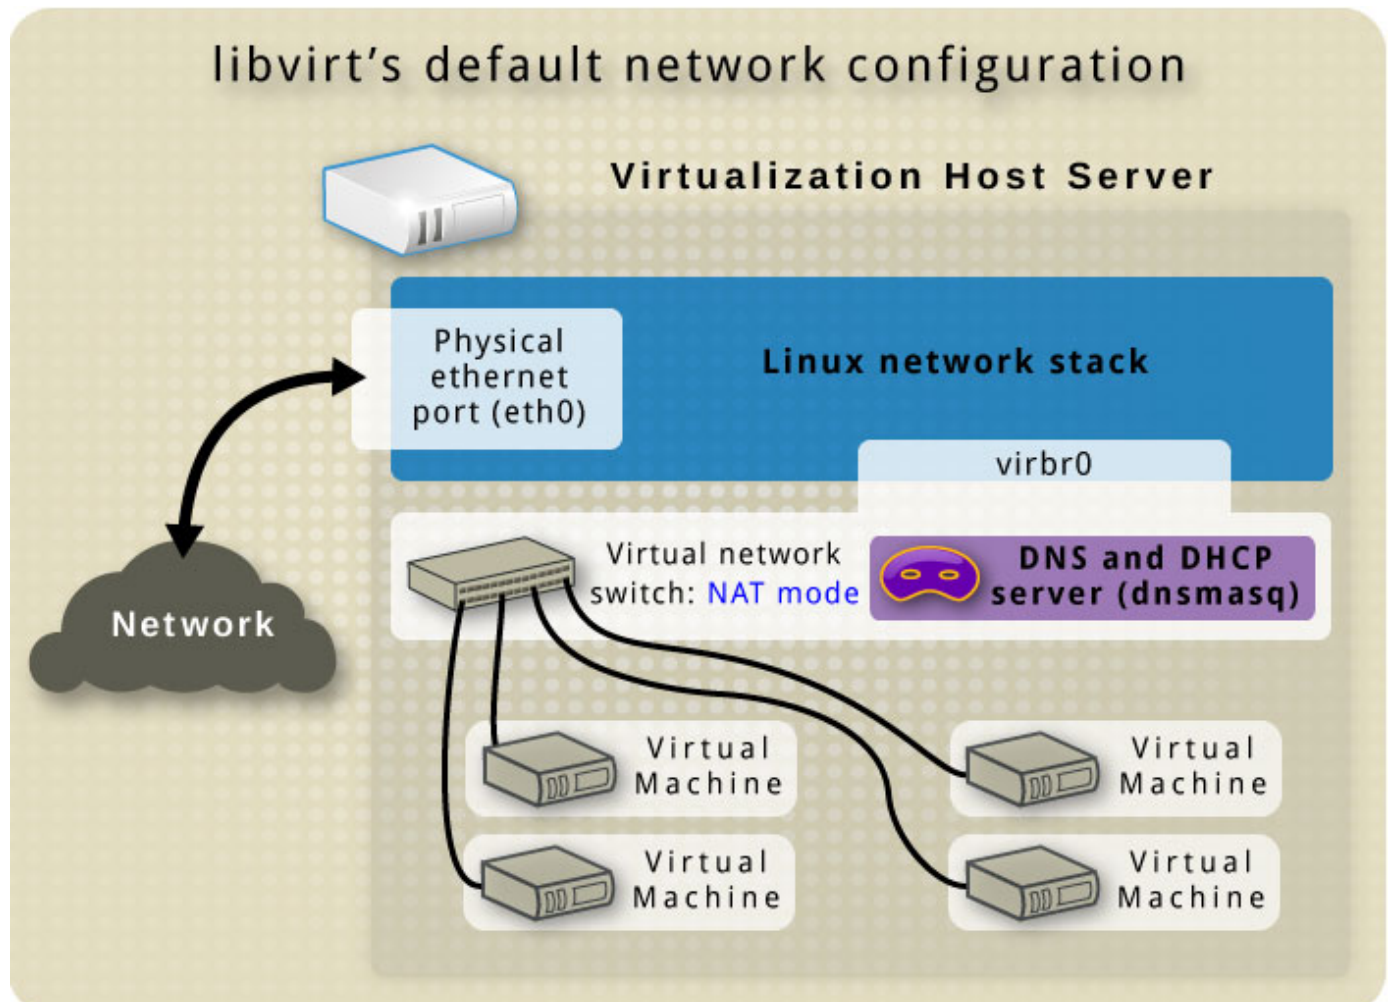 libvirt's default network configuration
Virtualization Host Server
Physical
ethernet
port (eth0)
Linux network stack
virbr0
Virtual network
switch: NAT mode
DNS and DHCP
server (dnsmasq)
Network
Virtual
Machine
Virtual
Machine
Virtual
Machine
Virtual
Machine